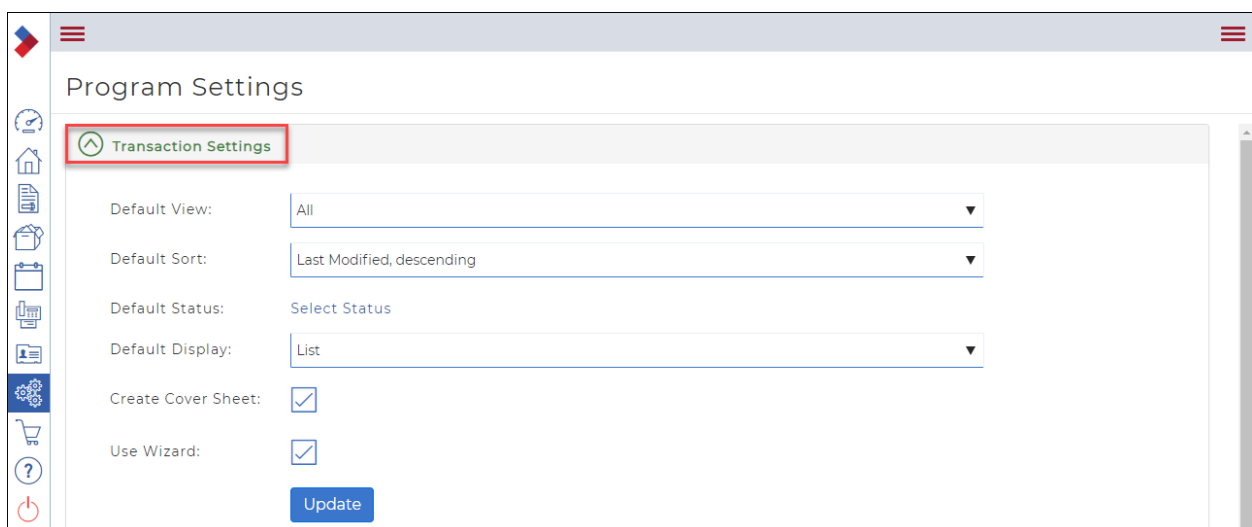 Program Settings
Transaction Settings
Default View: All
Default Sort: Last Modified, descending
Default Status: Select Status
Default Display: List
Create Cover Sheet:
Use Wizard:
Update
?